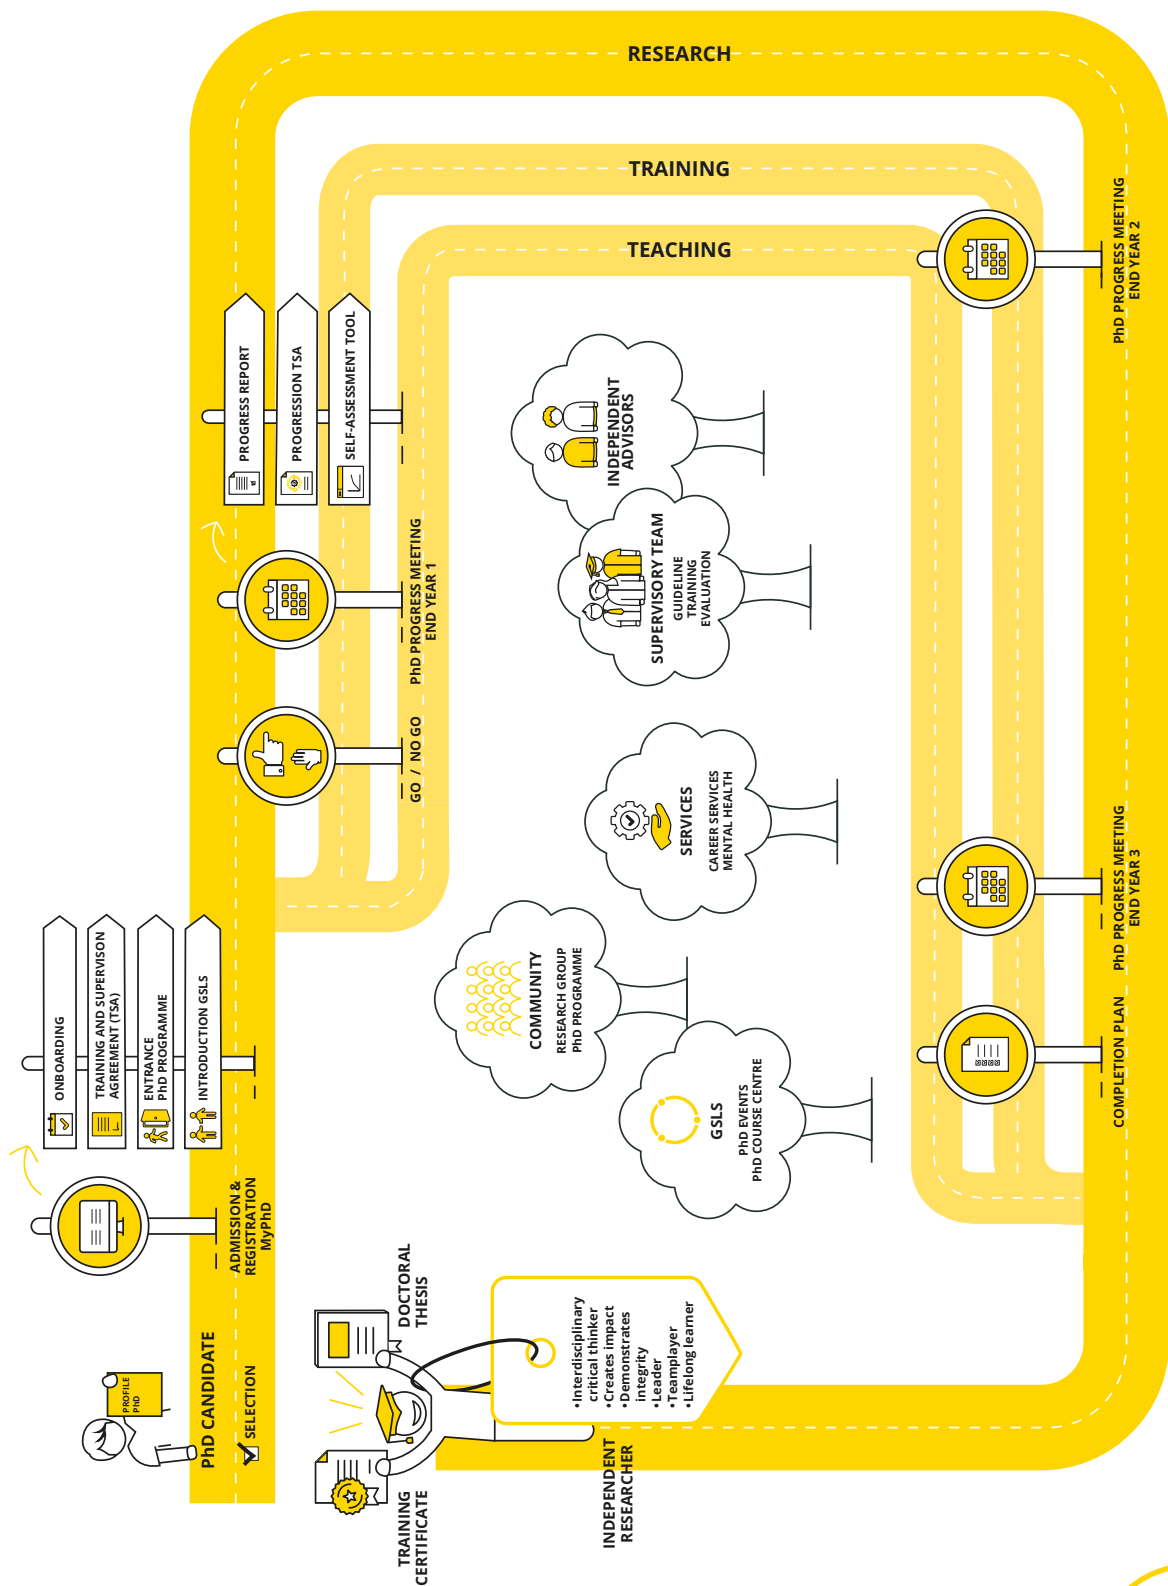 PROFILE
PhD
PhD CANDIDATE
SELECTION
ADMISSION &
REGISTRATION
MyPhD
ONBOARDING
TRAINING AND SUPERVISON
AGREEMENT (TSA)
ENTRANCE
PhD PROGRAMME
INTRODUCTION GSLS
GO / NO GO
PhD PROGRESS MEETING
END YEAR 1
PROGRESS REPORT
PROGRESSION TSA
SELF-ASSESSMENT TOOL
RESEARCH
TRAINING
TEACHING
INDEPENDENT
ADVISORS
SUPERVISORY TEAM
GUIDELINE
TRAINING
EVALUATION
SERVICES
CAREER SERVICES
MENTAL HEALTH
COMMUNITY
RESEARCH GROUP
PhD PROGRAMME
GSLS
PhD EVENTS
PhD COURSE CENTRE
PhD PROGRESS MEETING
END YEAR 2
PhD PROGRESS MEETING
END YEAR 3
COMPLETION PLAN
DOCTORAL
THESIS
TRAINING
CERTIFICATE
INDEPENDENT
RESEARCHER
•Interdisciplinary
critical thinker
•Creates impact
•Demonstrates
integrity
•Leader
•Teamplayer
•Lifelong learner